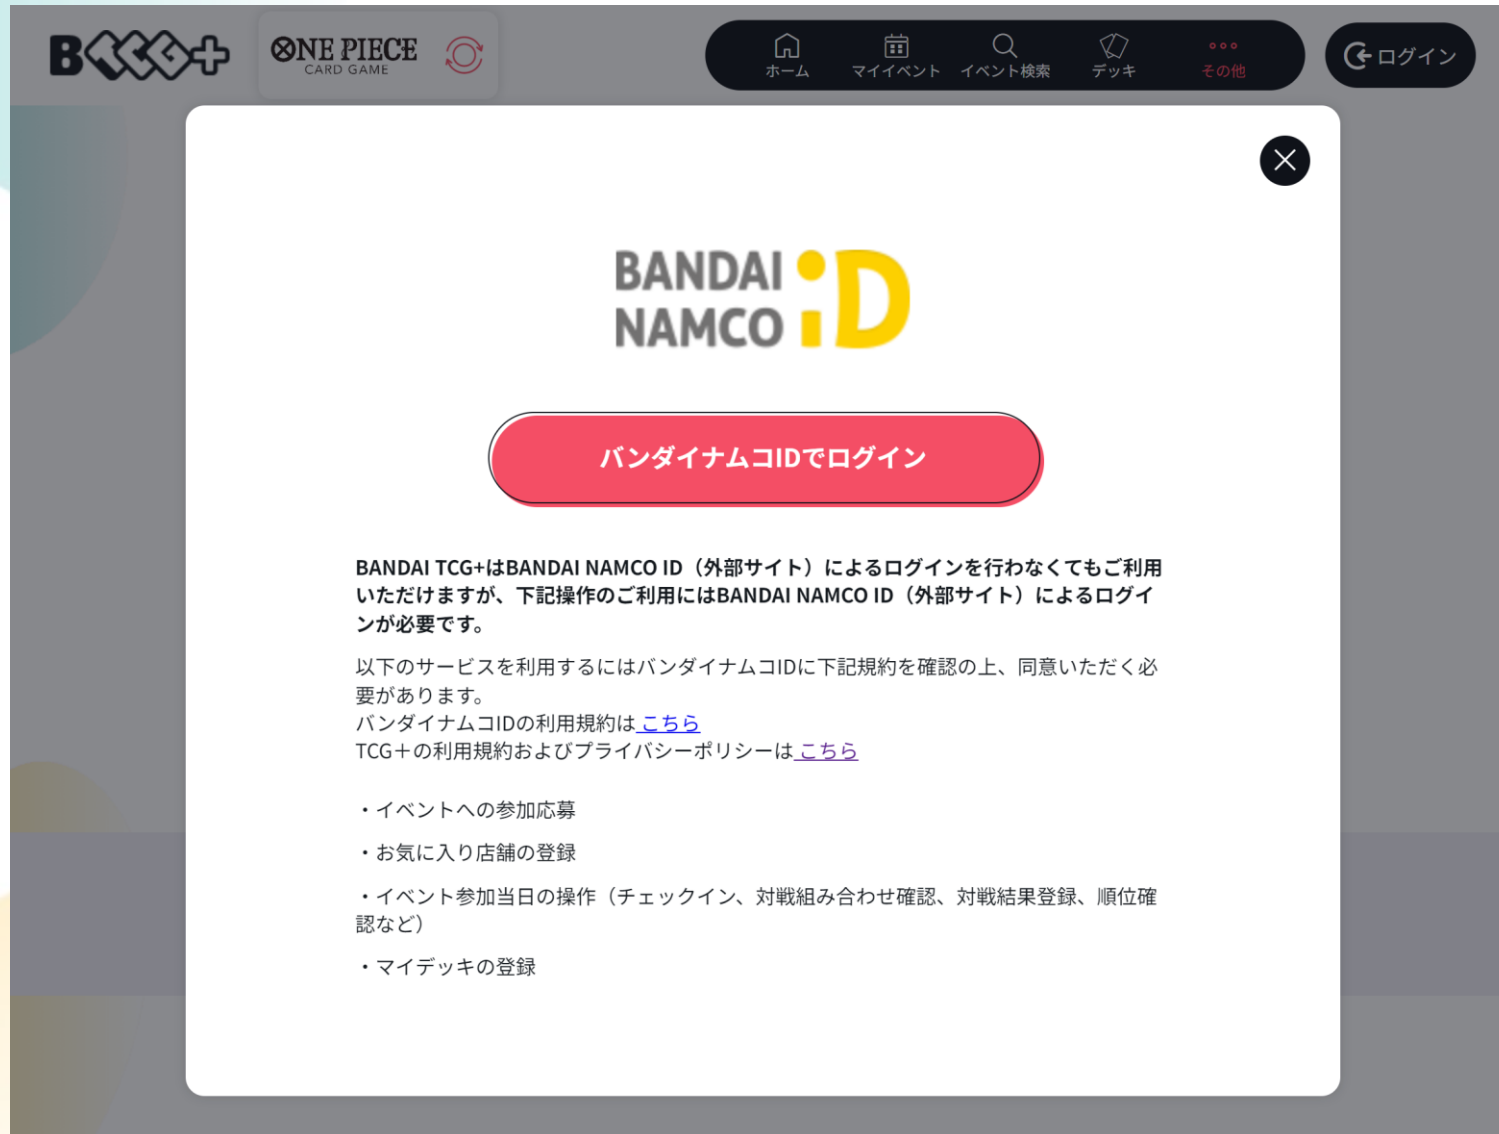 BTCG+
ONE PIECE
CARD GAME
ホーム
マイイベント
イベント検索
デッキ
その他
ログイン
BANDAI
NAMCO
iD
バンダイナムコIDでログイン
BANDAI TCG+はBANDAI NAMCO ID（外部サイト）によるログインを行わなくてもご利用
いただけますが、下記操作のご利用にはBANDAI NAMCO ID（外部サイト）によるログイ
ンが必要です。
以下のサービスを利用するにはバンダイナムコIDに下記規約を確認の上、同意いただく必
要があります。
バンダイナムコIDの利用規約は こちら
TCG＋の利用規約およびプライバシーポリシーは こちら
・イベントへの参加応募
・お気に入り店舗の登録
・イベント参加当日の操作（チェックイン、対戦組み合わせ確認、対戦結果登録、順位確
認など）
・マイデッキの登録